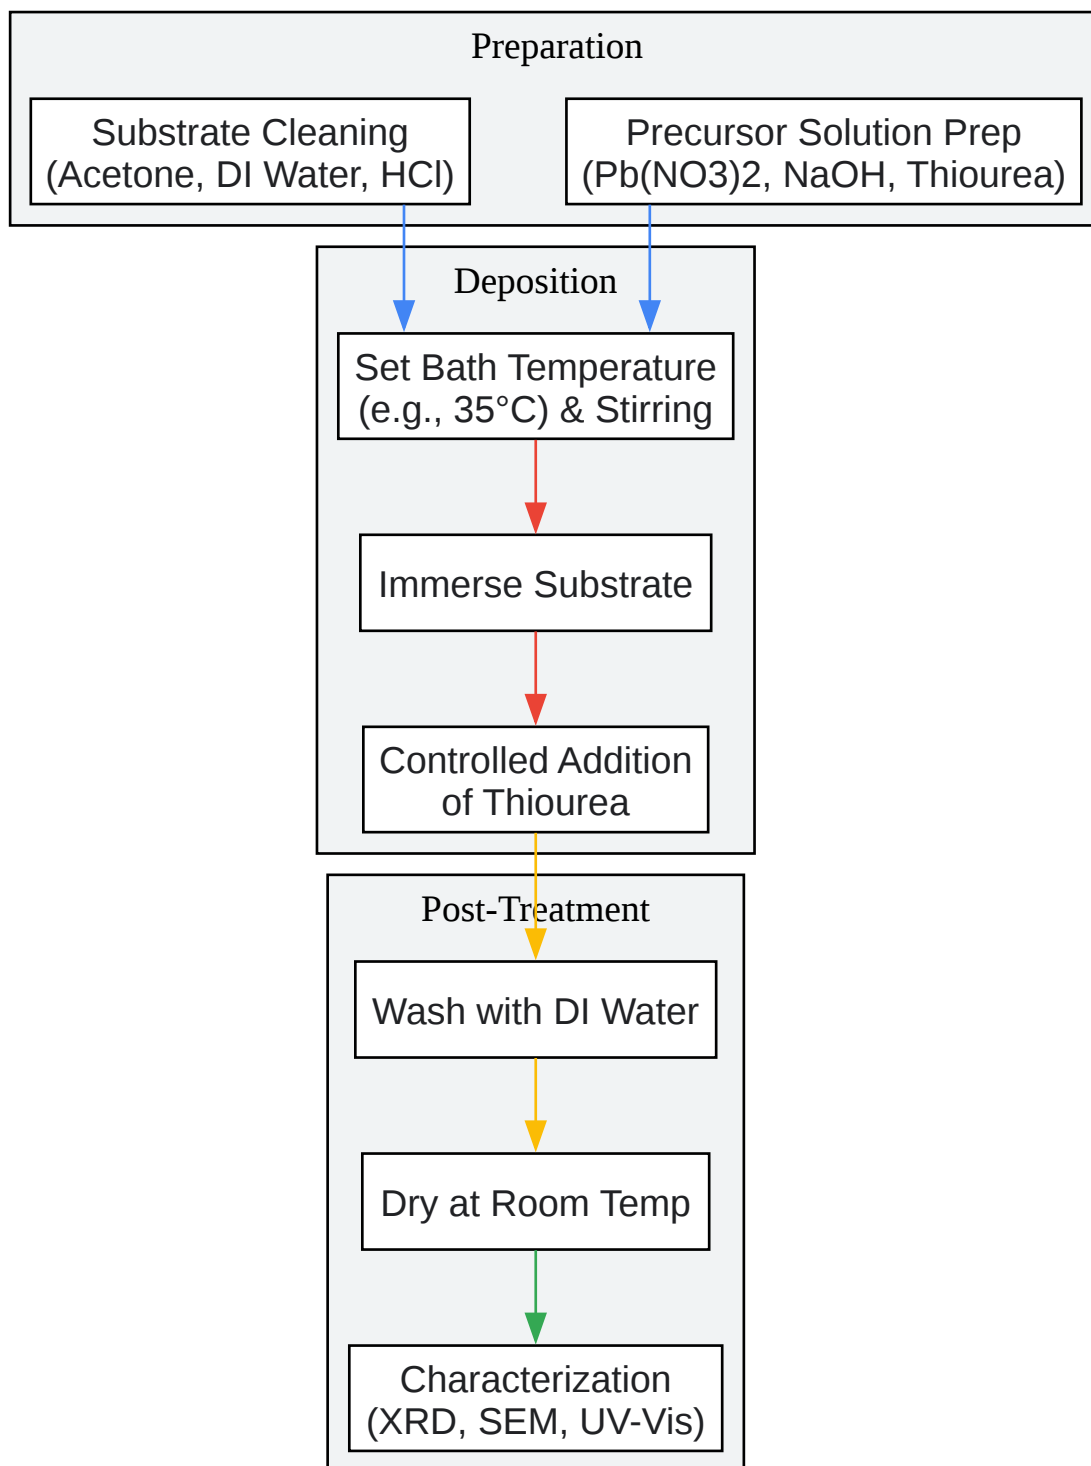 Preparation
Substrate Cleaning
(Acetone, DI Water, HCl)
Precursor Solution Prep
(Pb(NO3)2, NaOH, Thiourea)
Deposition
Set Bath Temperature
(e.g., 35°C) & Stirring
Immerse Substrate
Controlled Addition
of Thiourea
Post-Treatment
Wash with DI Water
Dry at Room Temp
Characterization
(XRD, SEM, UV-Vis)